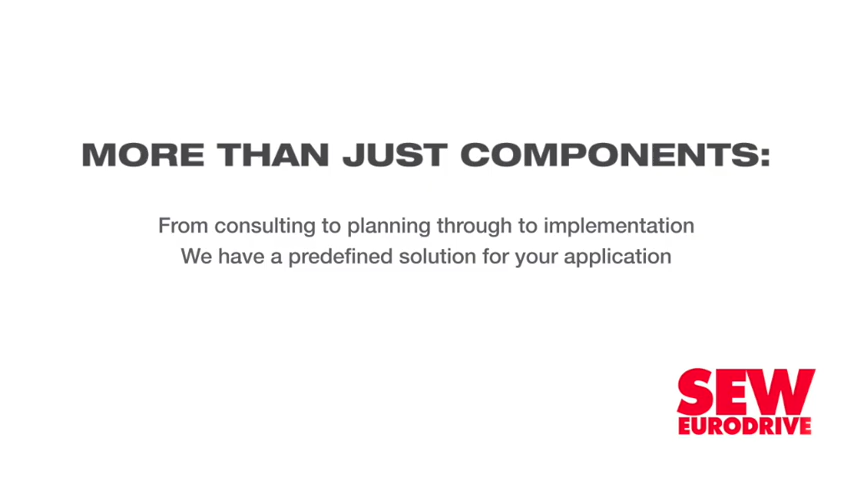 MORE THAN JUST COMPONENTS:
From consulting to planning through to implementation
We have a predefined solution for your application
SEW
EURODRIVE